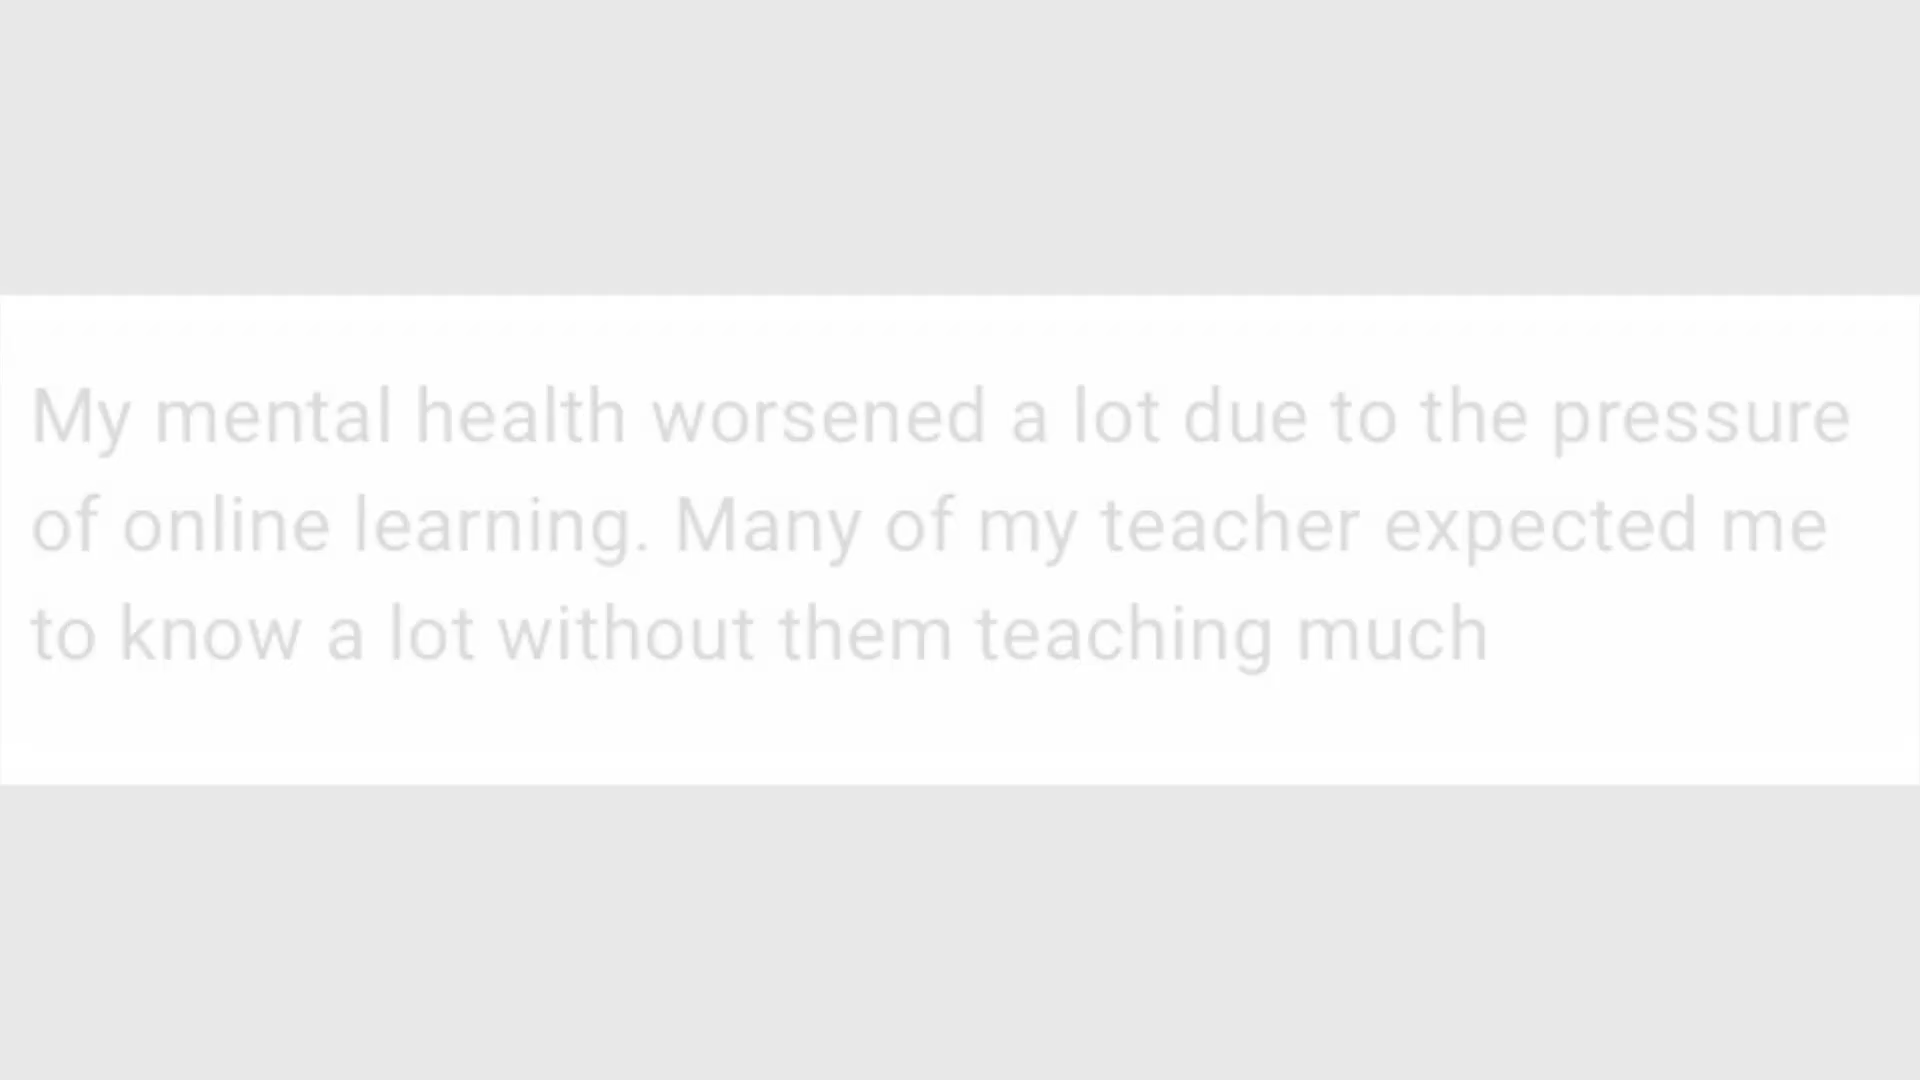 My mental health worsened a lot due to the pressure
of online learning. Many of my teacher expected me
to know a lot without them teaching much